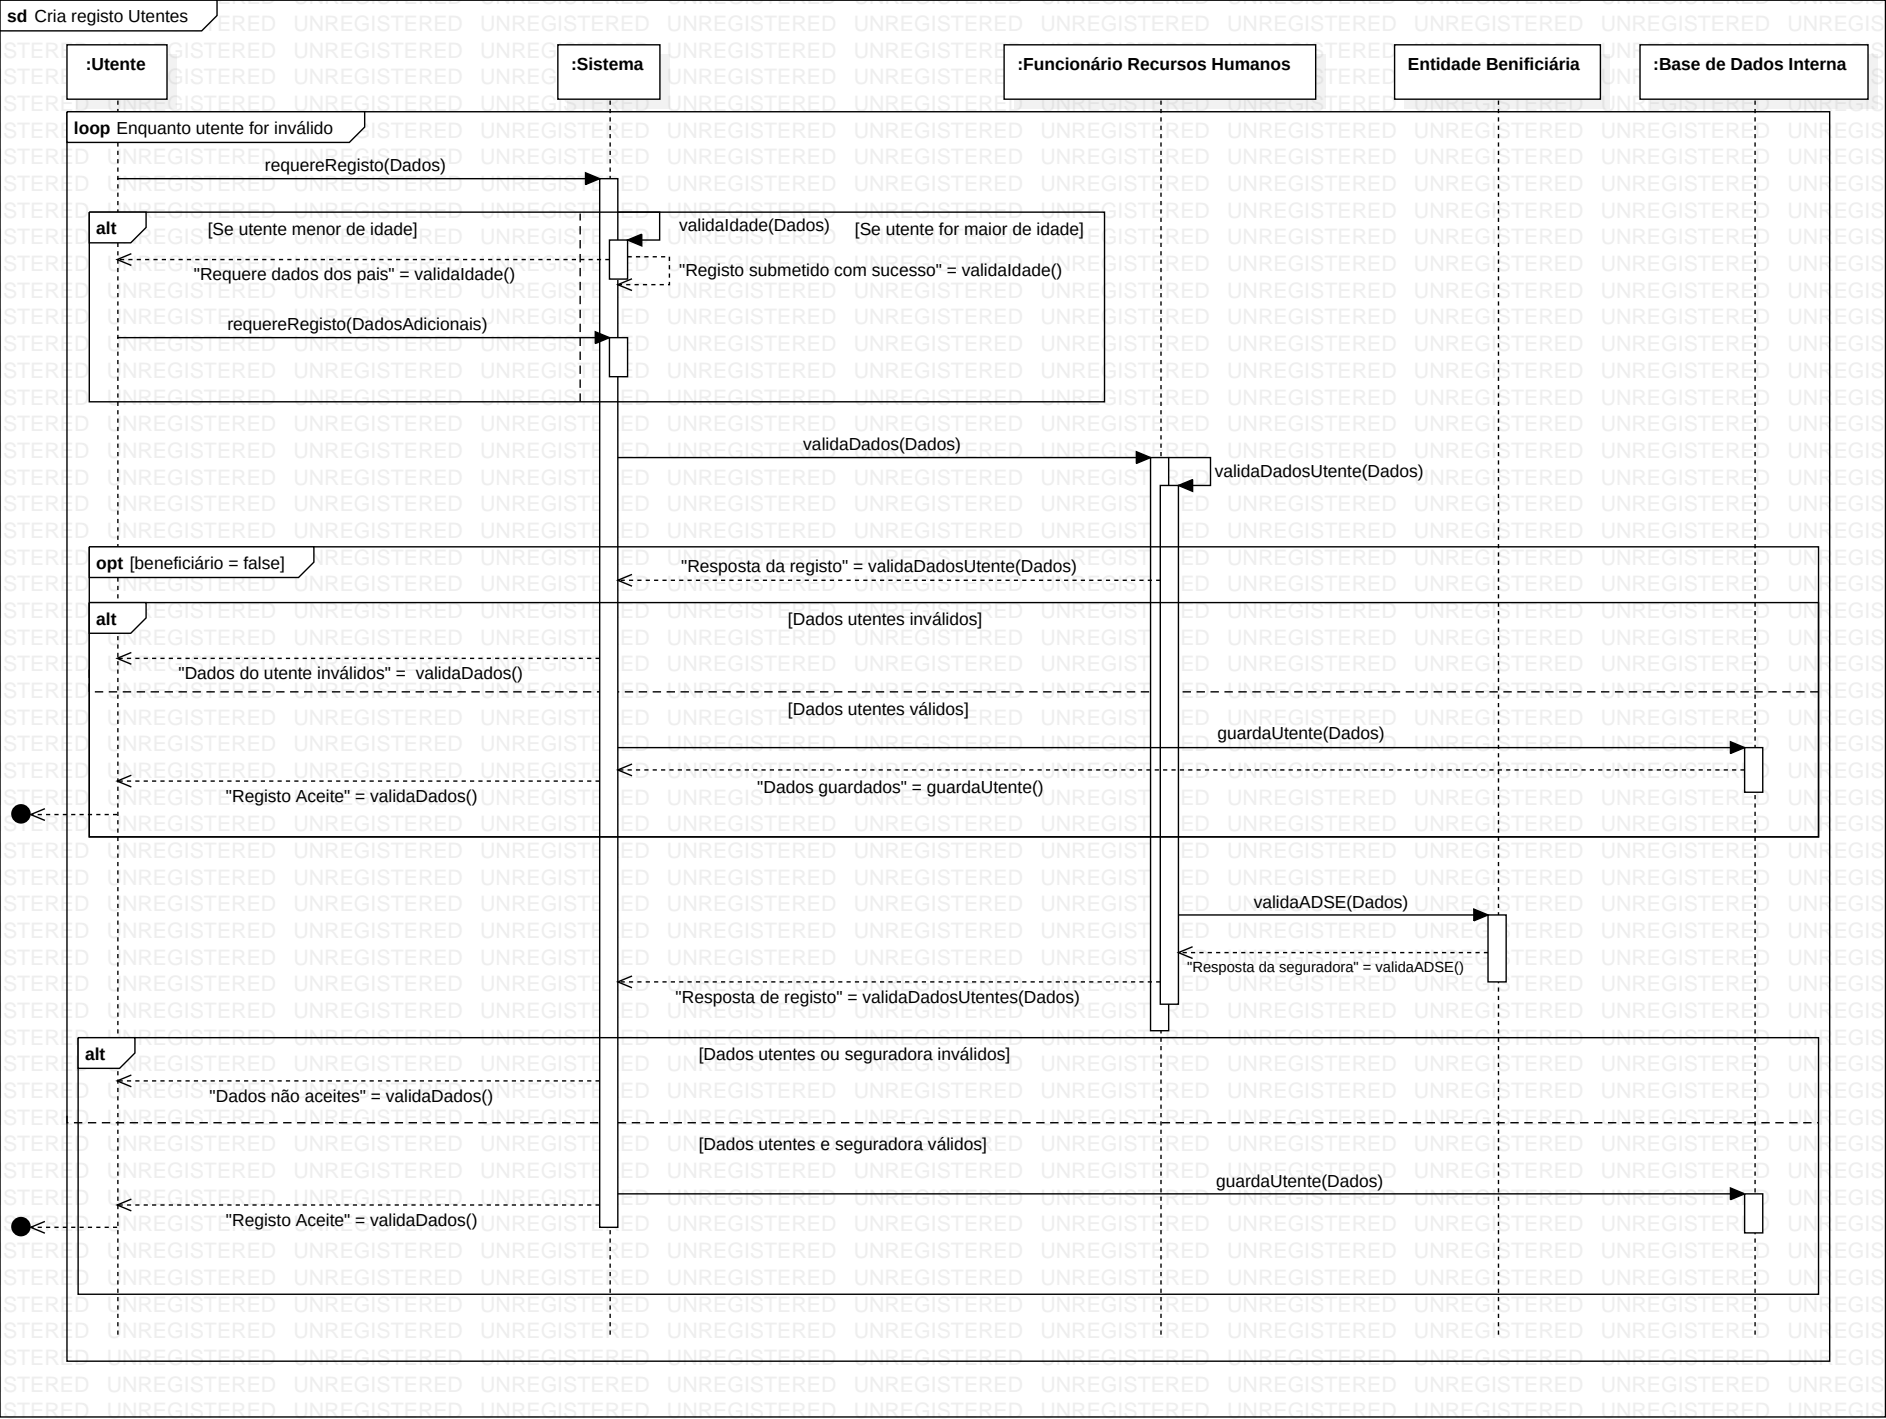 sd Cria registo Utentes
:Utente
:Sistema
:Funcionário Recursos Humanos
Entidade Benificiária
:Base de Dados Interna
loop Enquanto utente for inválido
requereRegisto(Dados)
alt
[Se utente menor de idade]
validaIdade(Dados)
[Se utente for maior de idade]
"Requere dados dos pais" = validaIdade()
"Registo submetido com sucesso" = validaIdade()
requereRegisto(DadosAdicionais)
validaDados(Dados)
validaDadosUtente(Dados)
opt [beneficiário = false]
"Resposta da registo" = validaDadosUtente(Dados)
alt
[Dados utentes inválidos]
"Dados do utente inválidos" =  validaDados()
[Dados utentes válidos]
guardaUtente(Dados)
"Dados guardados" = guardaUtente()
"Registo Aceite" = validaDados()
validaADSE(Dados)
"Resposta da seguradora" = validaADSE()
"Resposta de registo" = validaDadosUtentes(Dados)
alt
[Dados utentes ou seguradora inválidos]
"Dados não aceites" = validaDados()
[Dados utentes e seguradora válidos]
guardaUtente(Dados)
"Registo Aceite" = validaDados()
UNREGISTERED